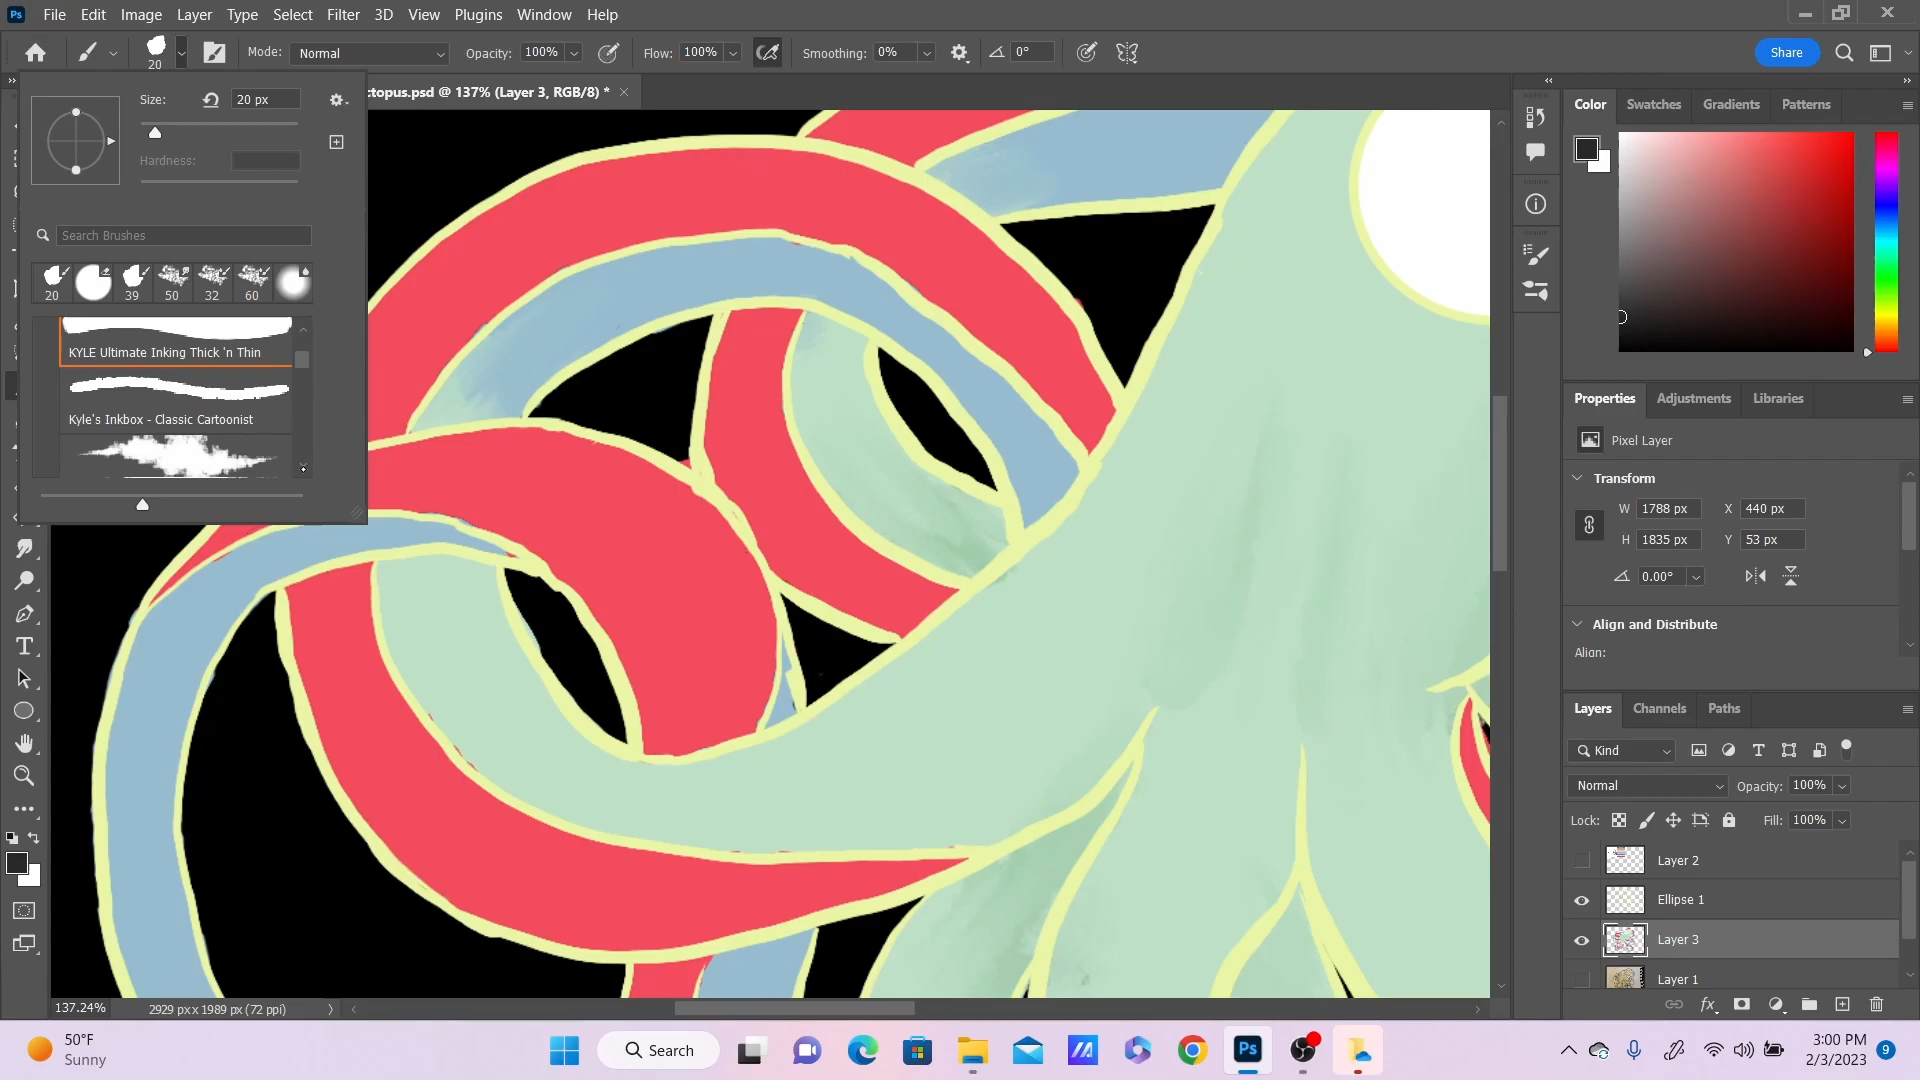 Ps File Edit Image Layer Type Select Filter 3D View Plugins Window Help
20 Mode: Normal Opacity: 100% Flow: 100% Smoothing: 0% 0° Share
ctopus.psd @ 137% (Layer 3, RGB/8) *
Size: 20 px
Hardness:
Search Brushes
20 39 50 32 60
KYLE Ultimate Inking Thick 'n Thin
Kyle's Inkbox - Classic Cartoonist
Color Swatches Gradients Patterns
Properties Adjustments Libraries
Pixel Layer
Transform
W 1788 px X 440 px
H 1835 px Y 53 px
0.00°
Align and Distribute
Align:
Layers Channels Paths
Kind
Normal Opacity: 100%
Lock: Fill: 100%
Layer 2
Ellipse 1
Layer 3
Layer 1
fx
137.24% 2929 px x 1989 px (72 ppi)
50°F
Sunny
Search
Ps
3:00 PM
2/3/2023
9